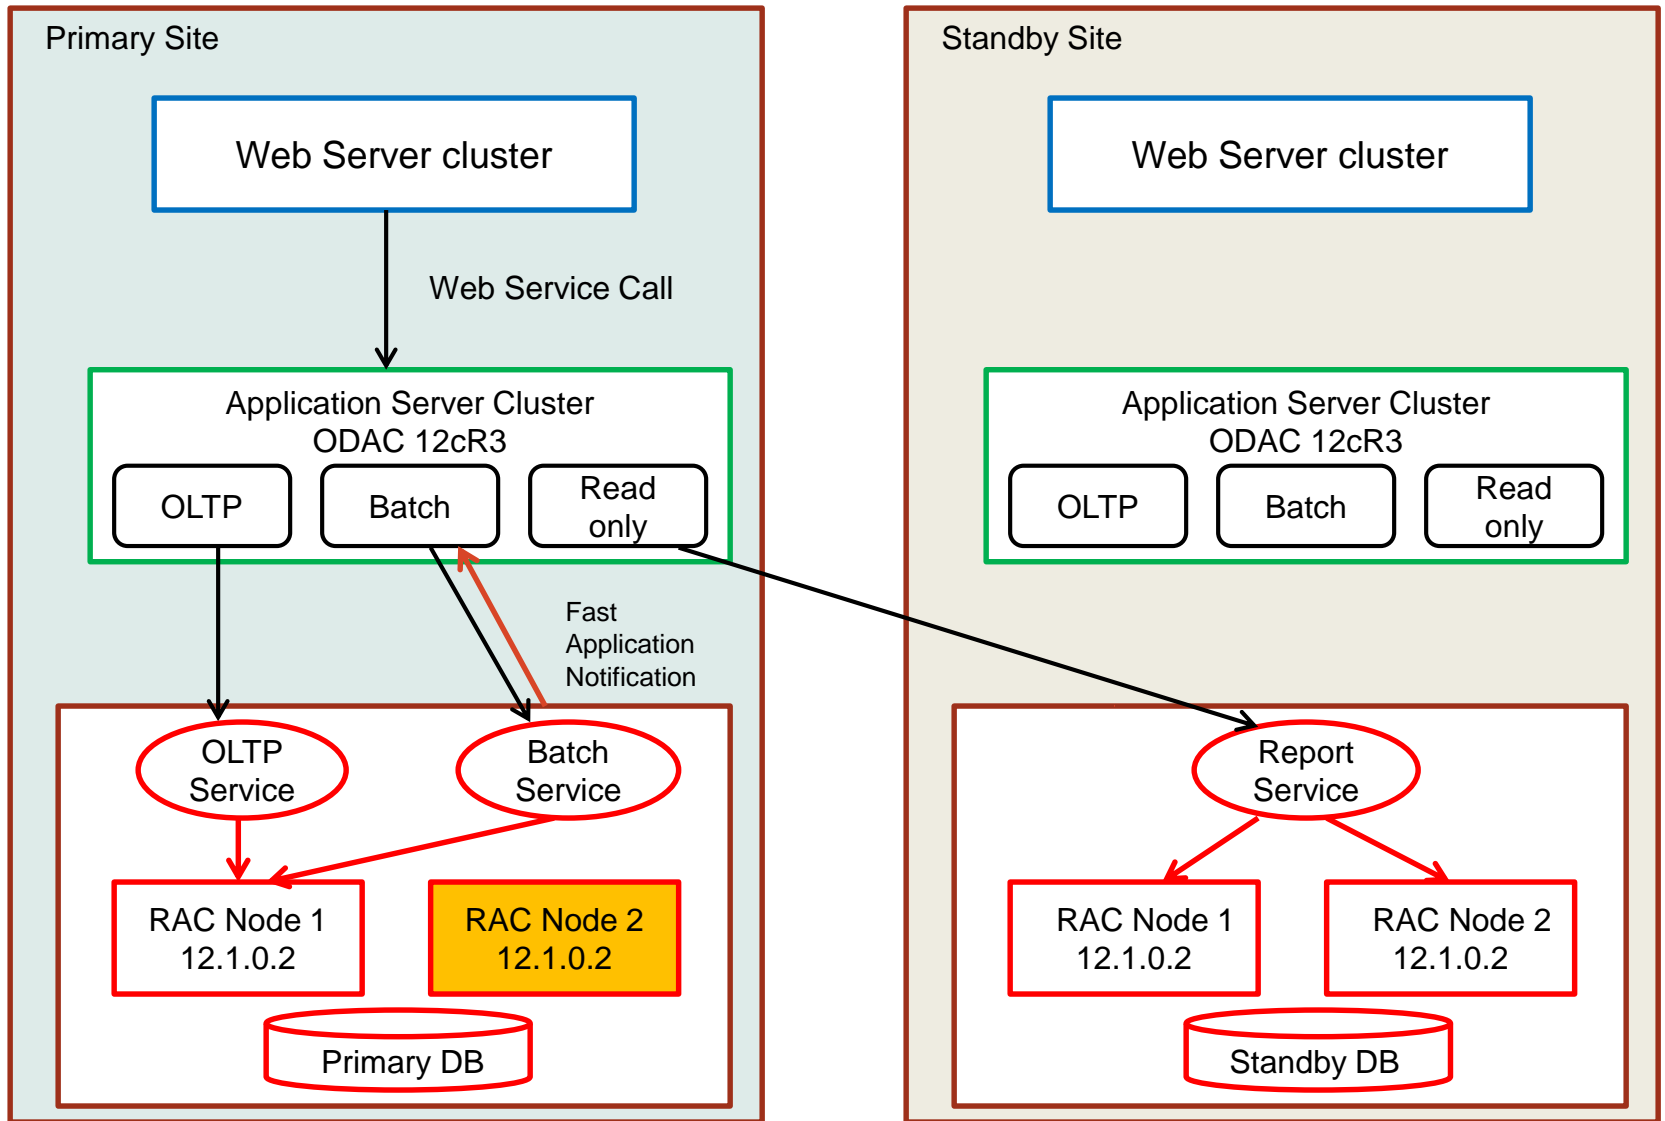 Primary Site
Web Server cluster
Web Service Call
Application Server Cluster
ODAC 12cR3
OLTP
Batch
Read
only
Fast
Application
Notification
OLTP
Service
Batch
Service
RAC Node 1
12.1.0.2
RAC Node 2
12.1.0.2
Primary DB
Standby Site
Web Server cluster
Application Server Cluster
ODAC 12cR3
OLTP
Batch
Read
only
Report
Service
RAC Node 1
12.1.0.2
RAC Node 2
12.1.0.2
Standby DB